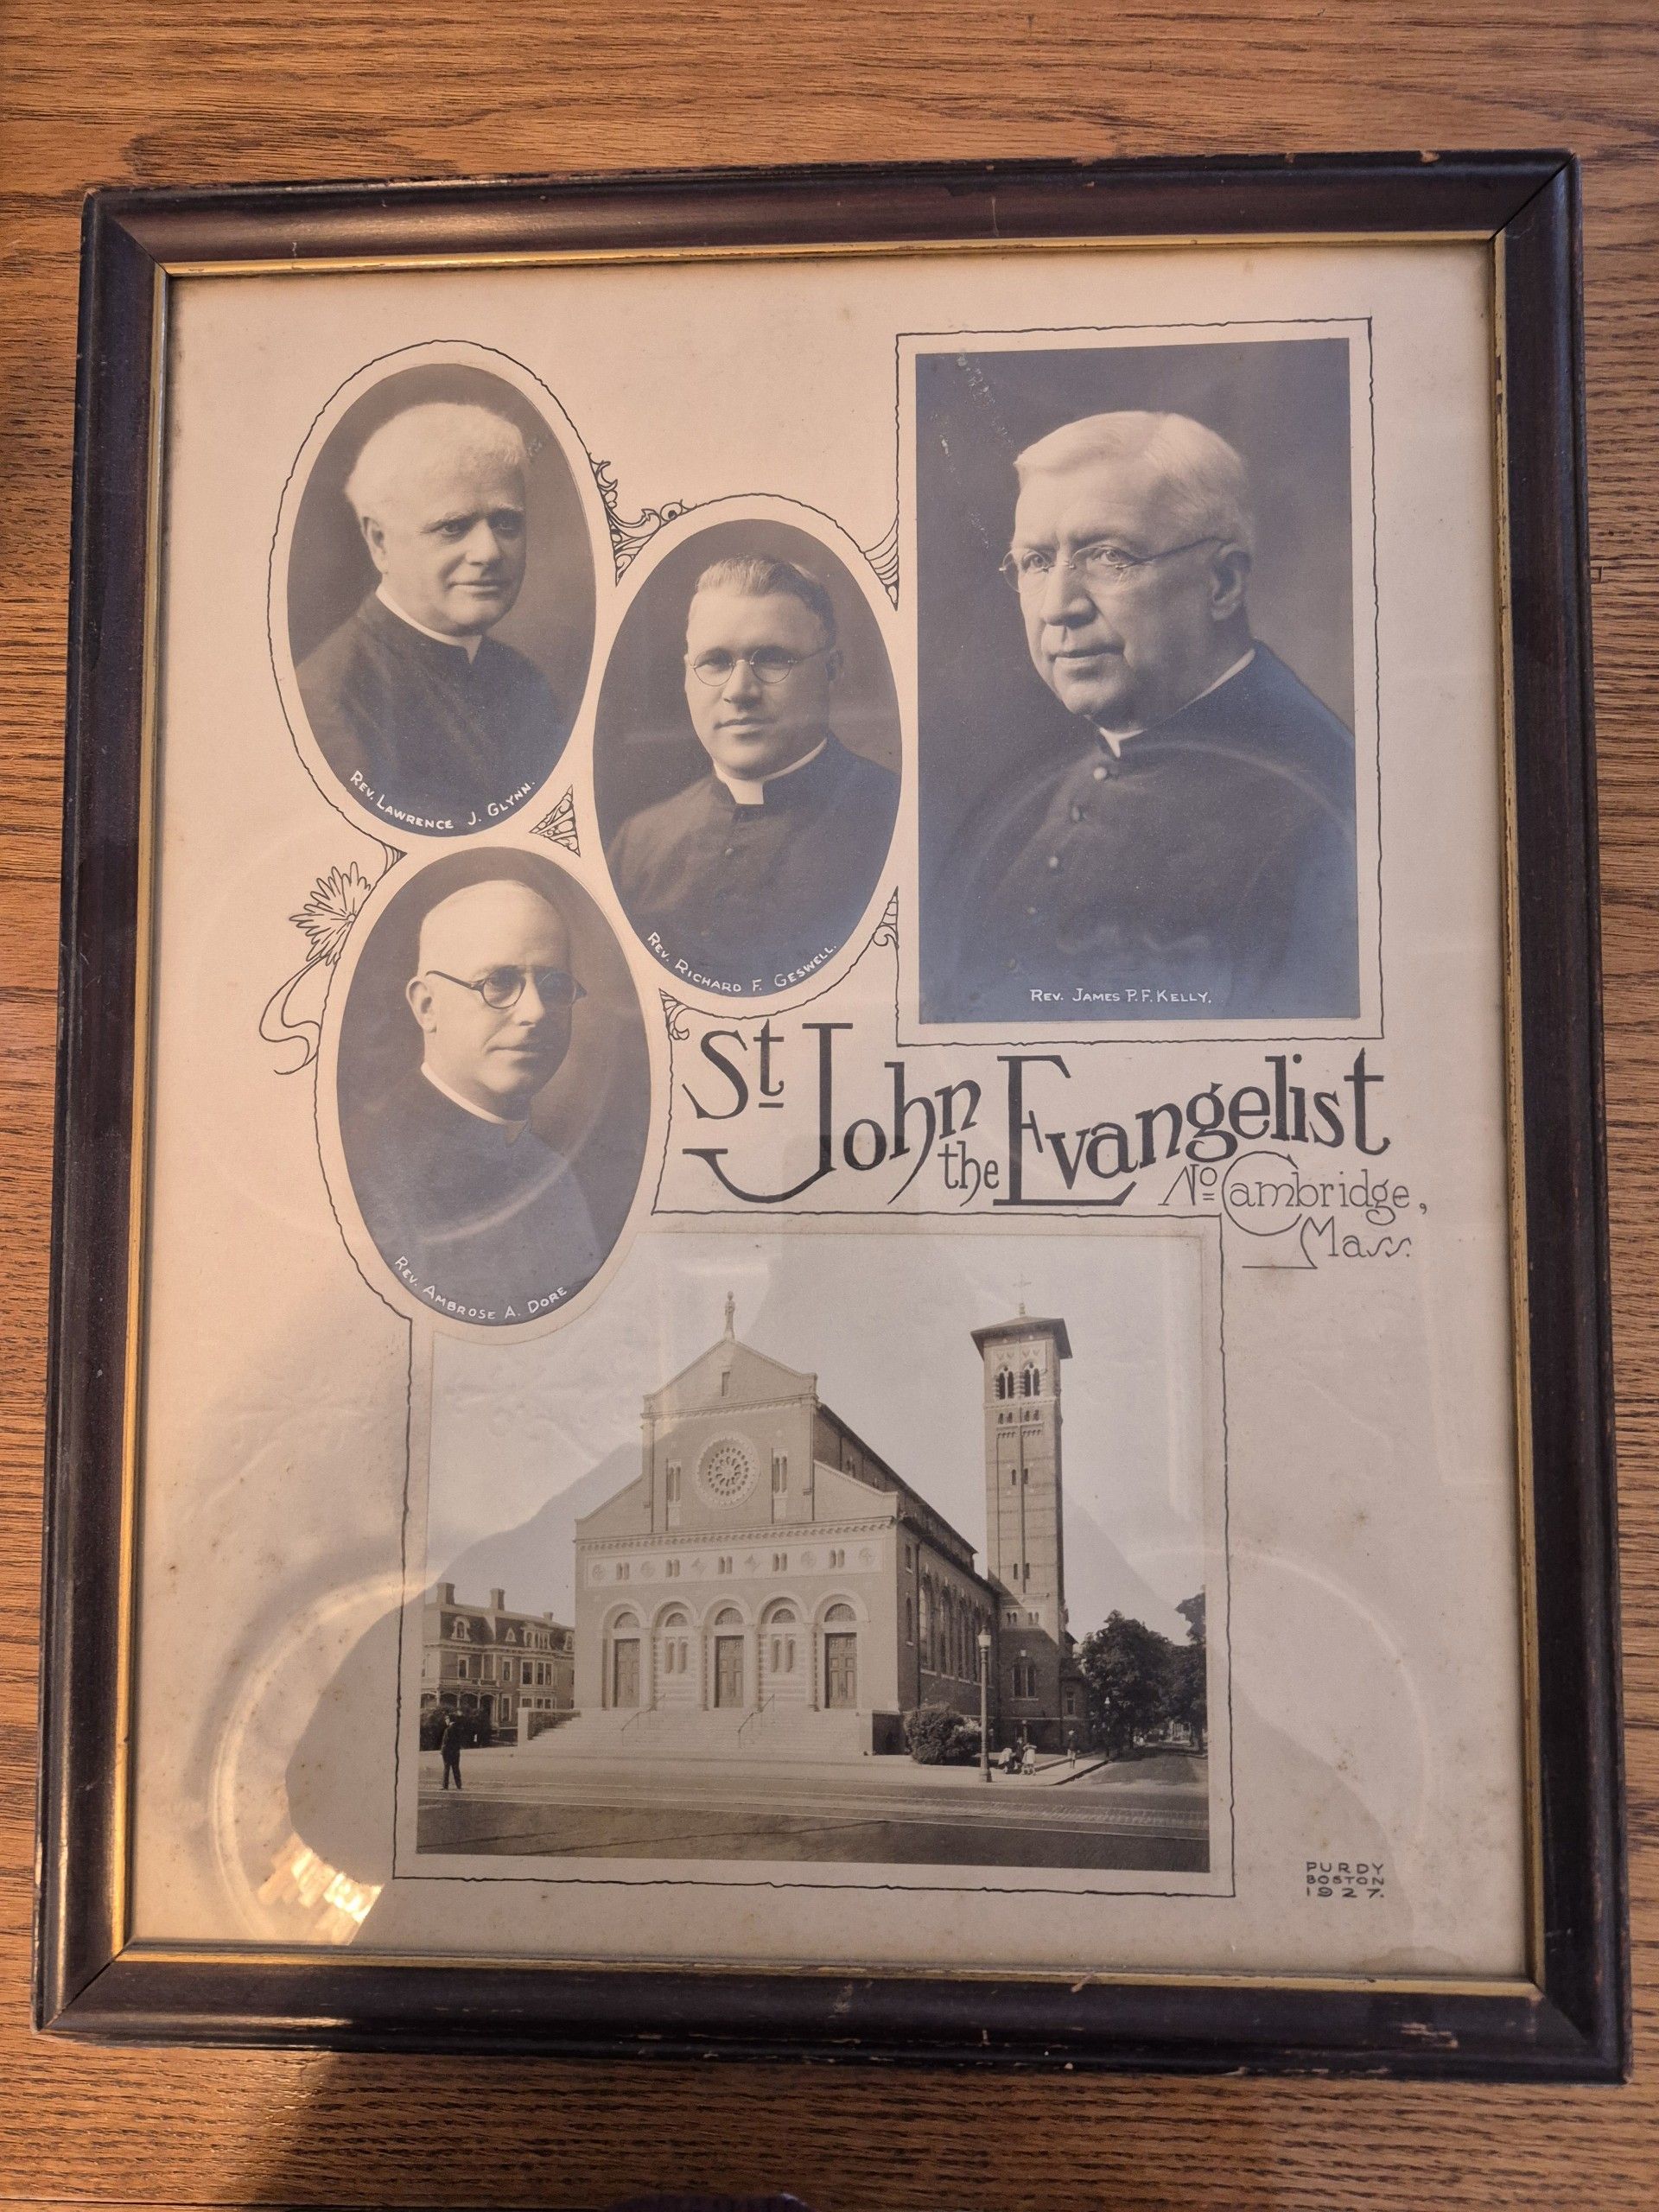 REV. LAWRENCE J. GLYNN.
REV. RICHARD F. GESWELL.
REV. JAMES P. F. KELLY.
REV. AMBROSE A. DORE
St John
the Evangelist
No Cambridge,
Mass.
PURDY
BOSTON
1927.